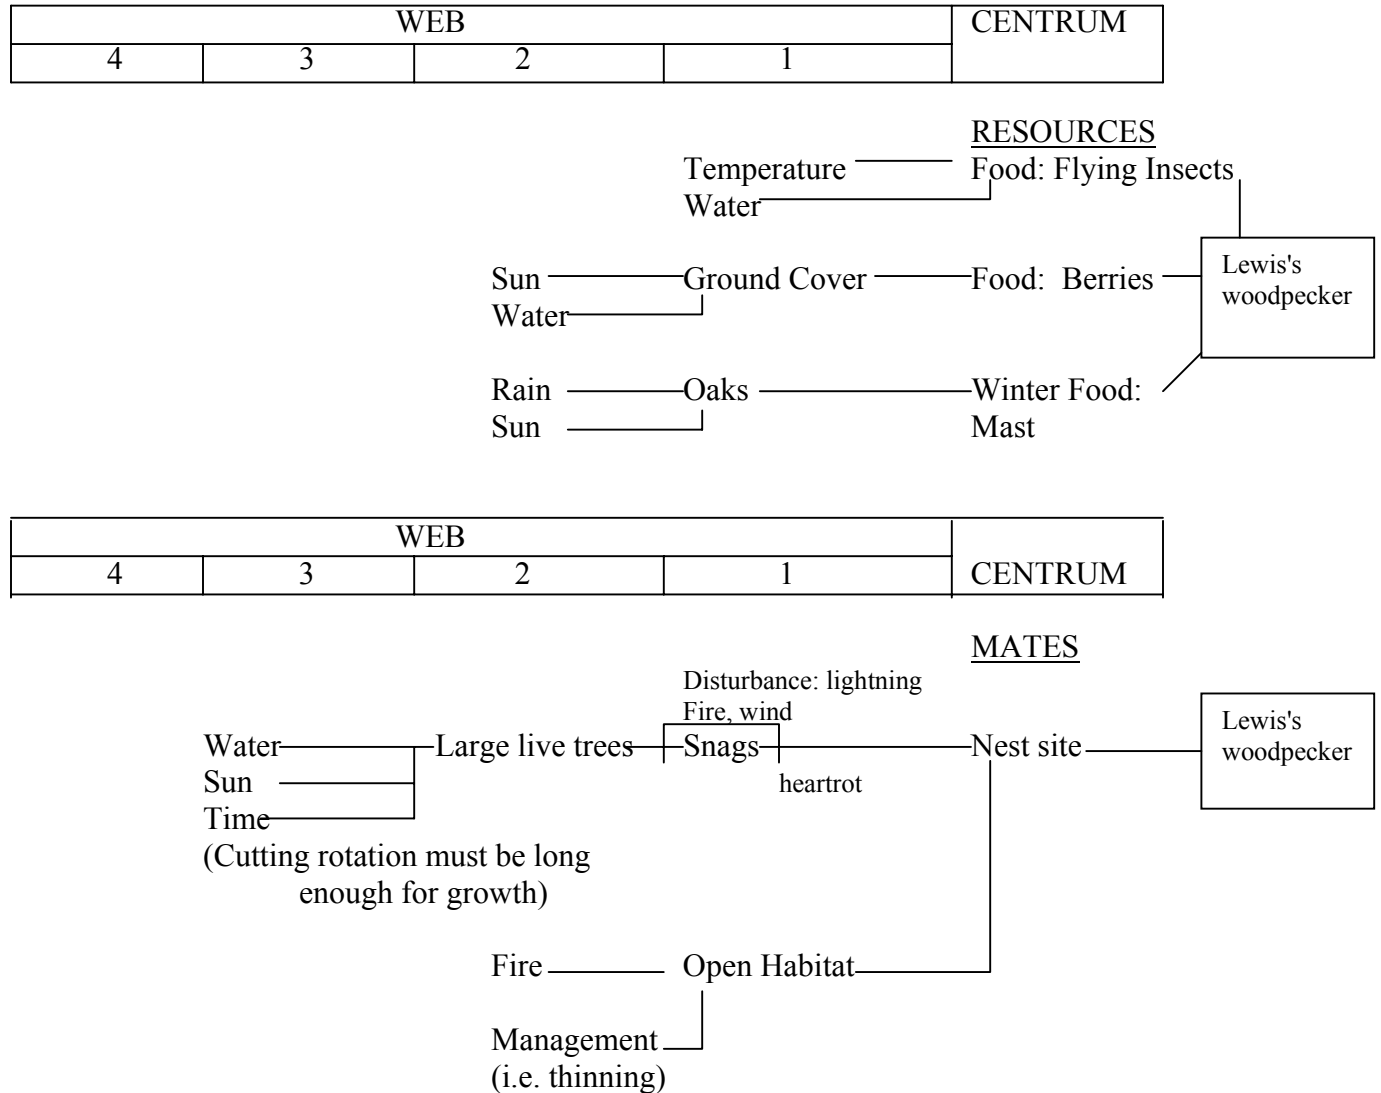 WEB CENTRUM
4 3 2 1
RESOURCES
Temperature Food: Flying Insects
Water
Sun Ground Cover Food: Berries
Water
Lewis's
woodpecker
Rain Oaks Winter Food:
Sun Mast
WEB
4 3 2 1 CENTRUM
MATES
Disturbance: lightning
Fire, wind
Water Large live trees Snags Nest site
Lewis's
woodpecker
Sun heartrot
Time
(Cutting rotation must be long
enough for growth)
Fire Open Habitat
Management
(i.e. thinning)